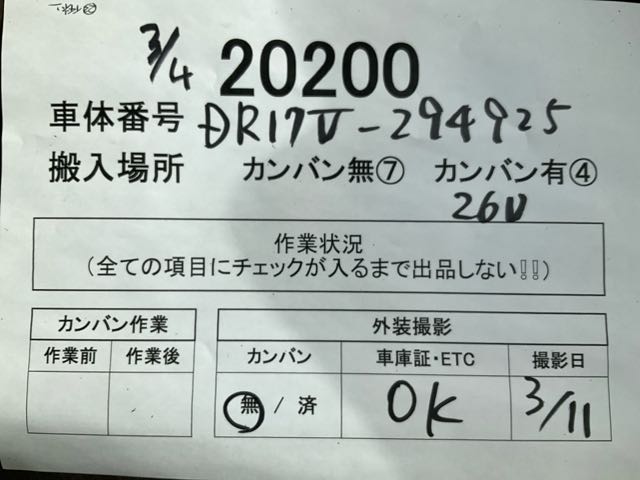 3/4 20200
車体番号 DR17V-294925
搬入場所 カンバン無⑦ カンバン有④
260
作業状況
(全ての項目にチェックが入るまで出品しない!!)
カンバン作業 外装撮影
作業前 作業後 カンバン 車庫証・ETC 撮影日
無 / 済 OK 3/11